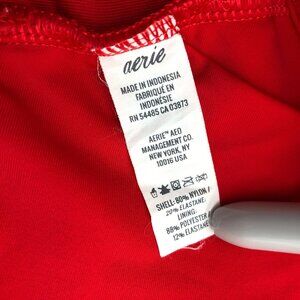 aerie
MADE IN INDONESIA
FABRIQUÉ EN
INDONÉSIE
RN 54485 CA 03873
AERIE™ AEO
MANAGEMENT CO.
NEW YORK, NY
10016 USA
SHELL: 80% NYLON /
20% ELASTANE.
LINING:
88% POLYESTER
12% ELASTANE